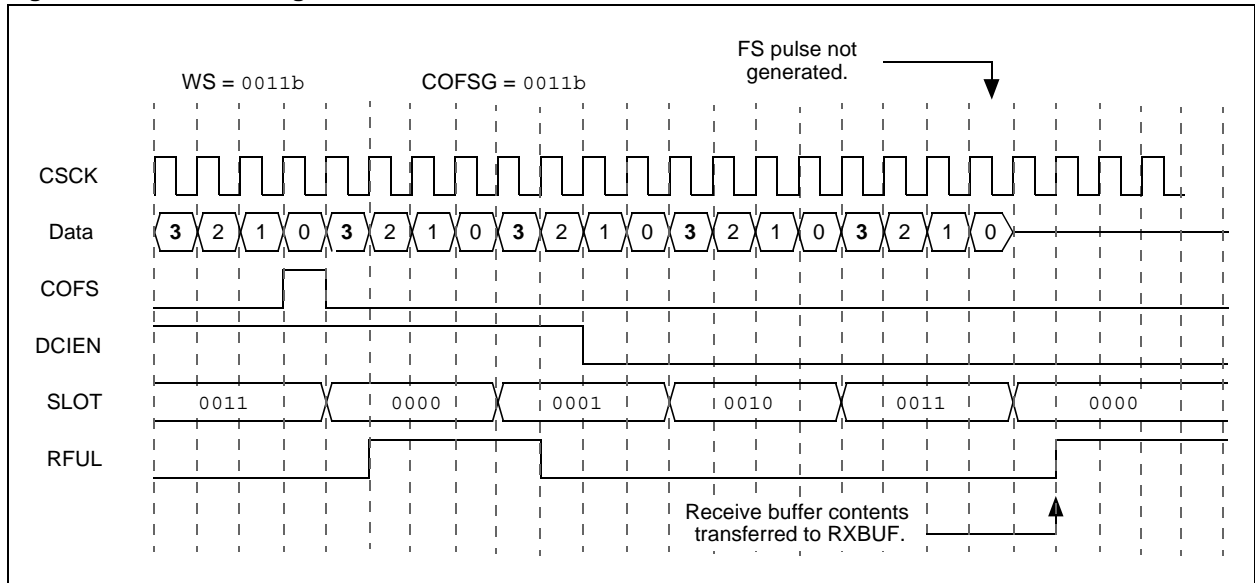 FS pulse not
generated.
WS = 0011b COFSG = 0011b
CSCK
Data 3 2 1 0 3 2 1 0 3 2 1 0 3 2 1 0 3 2 1 0
COFS
DCIEN
SLOT 0011 0000 0001 0010 0011 0000
RFUL
Receive buffer contents
transferred to RXBUF.